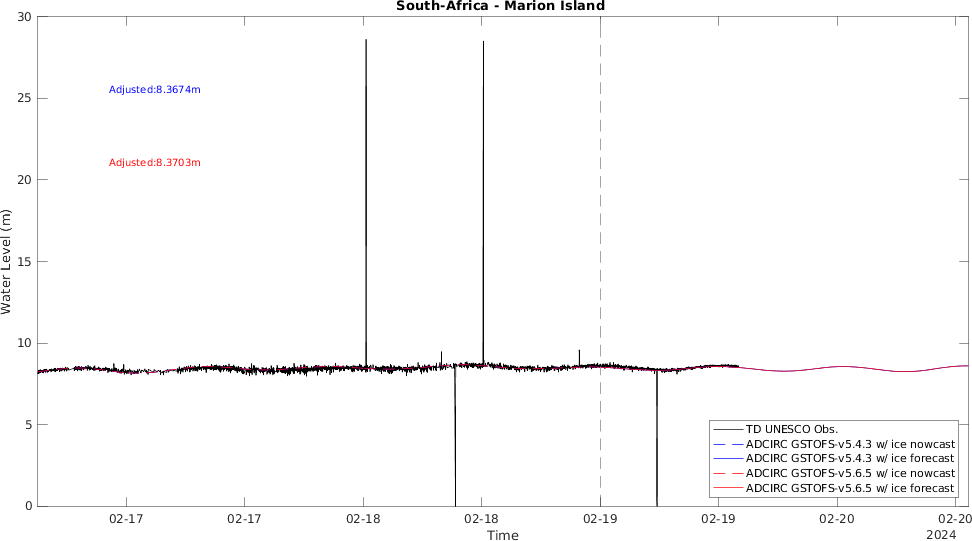 South-Africa - Marion Island
30
25
20
15
10
5
0
Water Level (m)
Adjusted:8.3674m
Adjusted:8.3703m
TD UNESCO Obs.
ADCIRC GSTOFS-v5.4.3 w/ ice nowcast
ADCIRC GSTOFS-v5.4.3 w/ ice forecast
ADCIRC GSTOFS-v5.6.5 w/ ice nowcast
ADCIRC GSTOFS-v5.6.5 w/ ice forecast
02-17 02-17 02-18 02-18 02-19 02-19 02-20 02-20
Time
2024